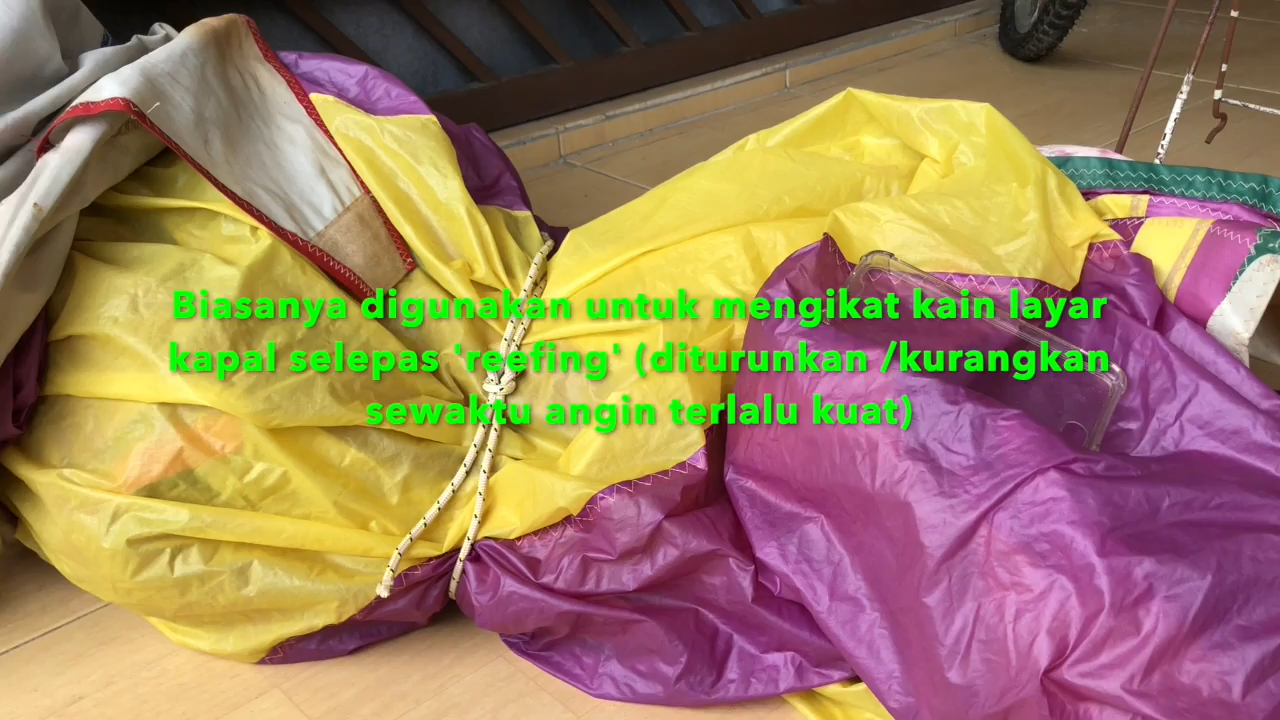 Biasanya digunakan untuk mengikat kain layar
kapal selepas 'reefing' (diturunkan /kurangkan
sewaktu angin terlalu kuat)